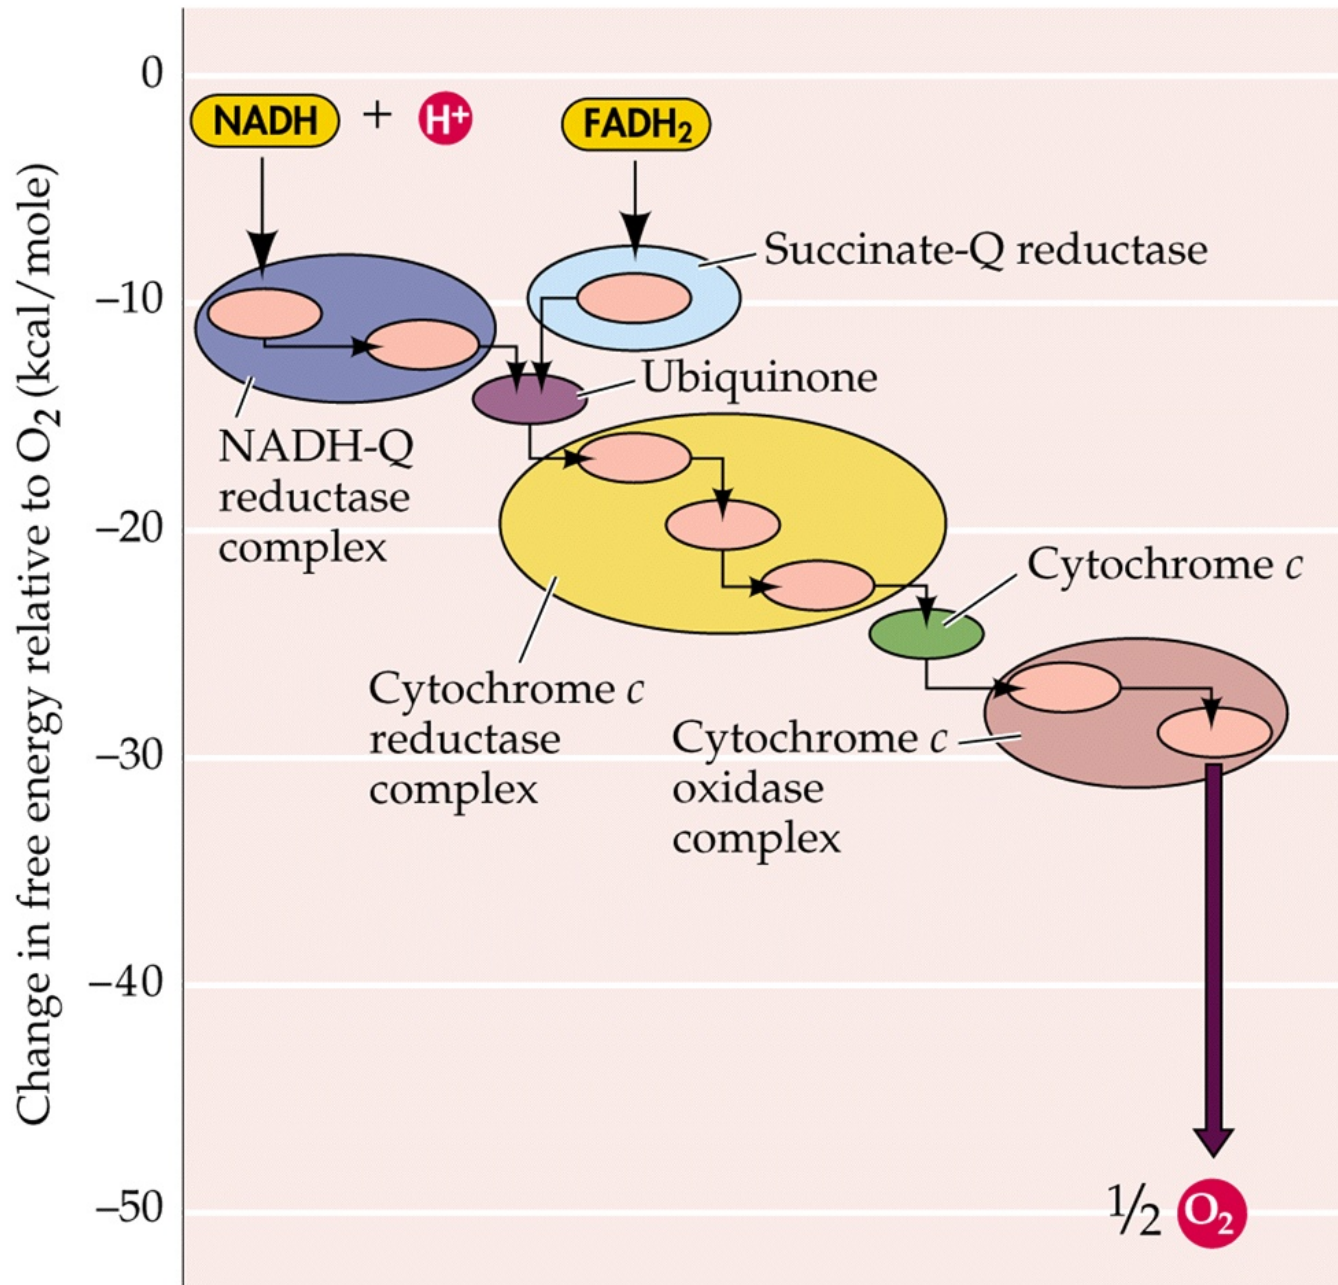 Change in free energy relative to O₂ (kcal/mole)
0
NADH + H⁺
FADH₂
Succinate-Q reductase
–10
Ubiquinone
NADH-Q
reductase
complex
–20
Cytochrome c
Cytochrome c
reductase
complex
Cytochrome c
oxidase
complex
–30
–40
–50
1/2 O₂